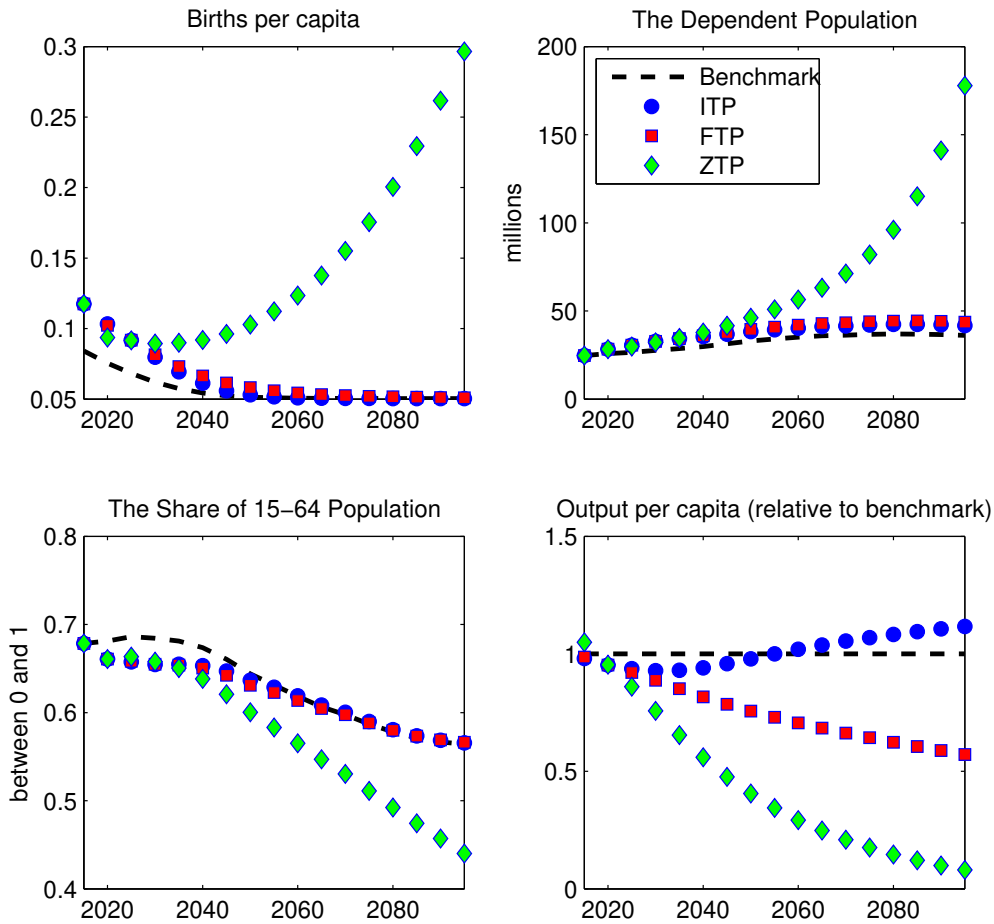 Births per capita
0.3
0.25
0.2
0.15
0.1
0.05
2020 2040 2060 2080
The Dependent Population
200
150
100
50
0
millions
Benchmark
ITP
FTP
ZTP
2020 2040 2060 2080
The Share of 15−64 Population
0.8
0.7
0.6
0.5
0.4
between 0 and 1
2020 2040 2060 2080
Output per capita (relative to benchmark)
1.5
1
0.5
0
2020 2040 2060 2080